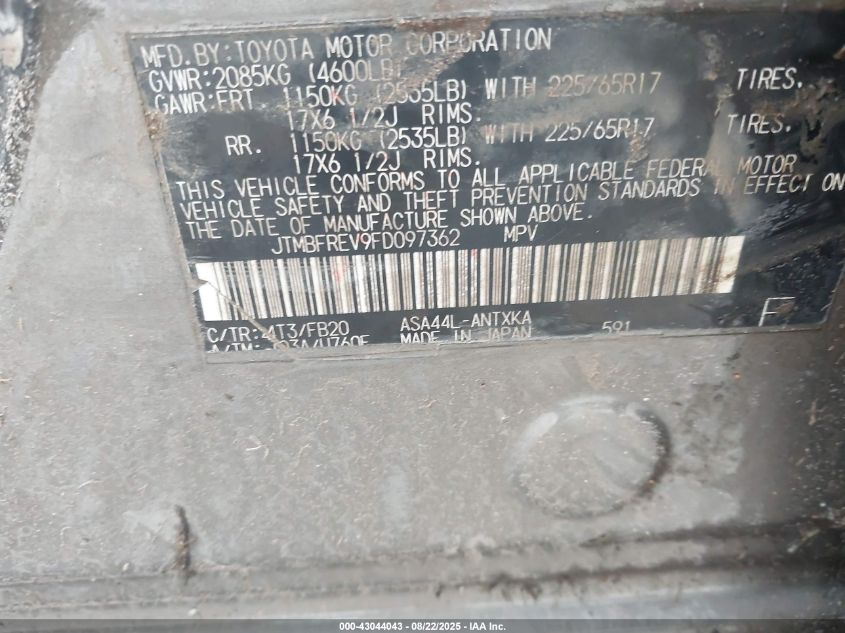 MFD. BY: TOYOTA MOTOR CORPORATION
GVWR: 2085KG (4600LB)
GAWR: FRT. 1150KG (2535LB) WITH 225/65R17 TIRES.
17X6 1/2J RIMS.
RR. 1150KG (2535LB) WITH 225/65R17 TIRES.
17X6 1/2J RIMS.
THIS VEHICLE CONFORMS TO ALL APPLICABLE FEDERAL MOTOR
VEHICLE SAFETY AND THEFT PREVENTION STANDARDS IN EFFECT ON
THE DATE OF MANUFACTURE SHOWN ABOVE.
JTMBFREV9FD097362 MPV
C/TR: 4T3/FB20 ASA44L-ANTXKA 591 F
A/TM: MADE IN JAPAN
000-43044043 - 08/22/2025 - IAA Inc.